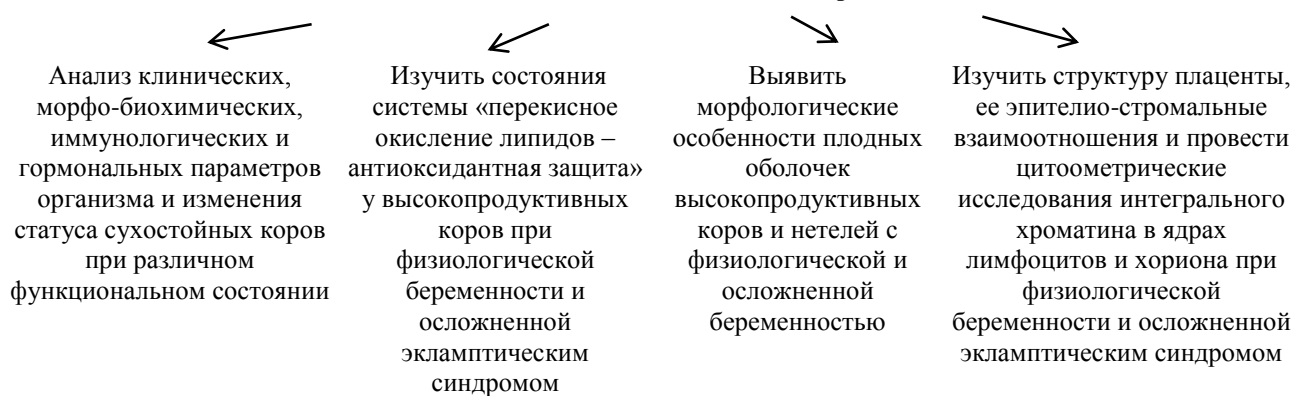 Анализ клинических,
морфо-биохимических,
иммунологических и
гормональных параметров
организма и изменения
статуса сухостойных коров
при различном
функциональном состоянии
Изучить состояния
системы «перекисное
окисление липидов –
антиоксидантная защита»
у высокопродуктивных
коров при
физиологической
беременности и
осложненной
экламптическим
синдромом
Выявить
морфологические
особенности плодных
оболочек
высокопродуктивных
коров и нетелей с
физиологической и
осложненной
беременностью
Изучить структуру плаценты,
ее эпителио-стромальные
взаимоотношения и провести
цитоометрические
исследования интегрального
хроматина в ядрах
лимфоцитов и хориона при
физиологической
беременности и осложненной
экламптическим синдромом